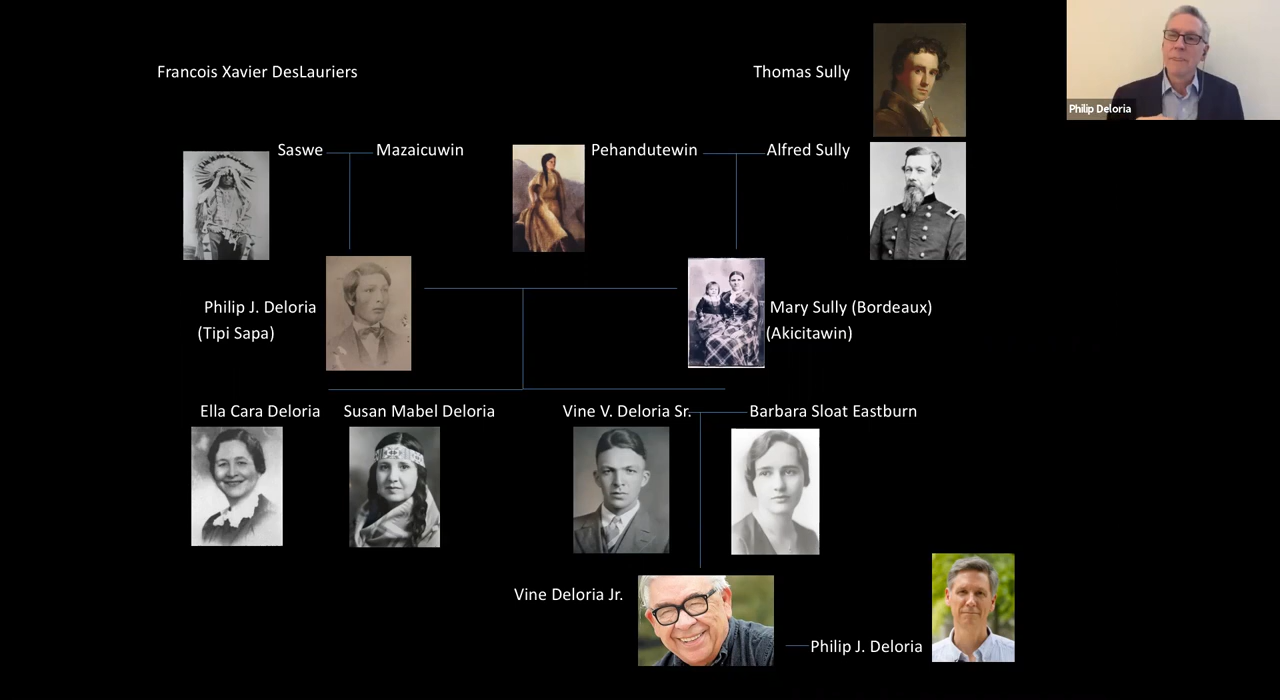 Francois Xavier DesLauriers
Thomas Sully
Philip Deloria
Saswe
Mazaicuwin
Pehandutewin
Alfred Sully
Philip J. Deloria
(Tipi Sapa)
Mary Sully (Bordeaux)
(Akicitawin)
Ella Cara Deloria
Susan Mabel Deloria
Vine V. Deloria Sr.
Barbara Sloat Eastburn
Vine Deloria Jr.
Philip J. Deloria